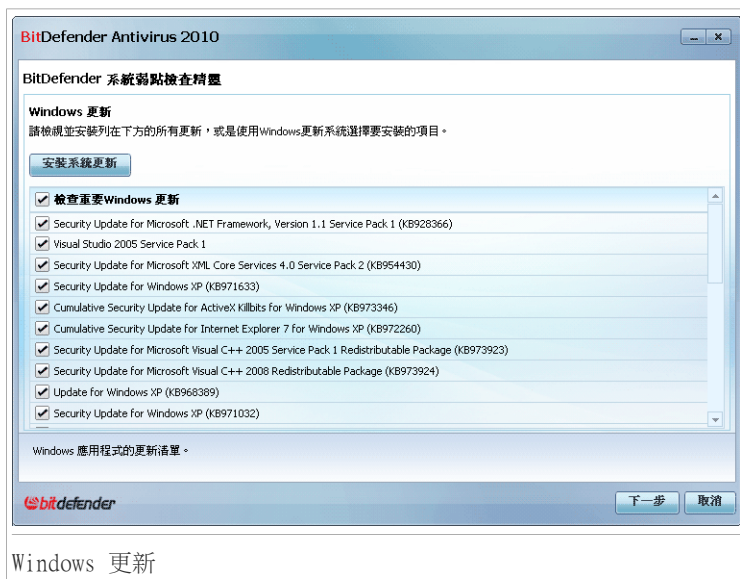 BitDefender Antivirus 2010
BitDefender 系統弱點檢查精靈
Windows 更新
請檢視並安裝列在下方的所有更新，或是使用Windows更新系統選擇要安裝的項目。
安裝系統更新
檢查重要Windows 更新
Security Update for Microsoft .NET Framework, Version 1.1 Service Pack 1 (KB928366)
Visual Studio 2005 Service Pack 1
Security Update for Microsoft XML Core Services 4.0 Service Pack 2 (KB954430)
Security Update for Windows XP (KB971633)
Cumulative Security Update for ActiveX Killbits for Windows XP (KB973346)
Cumulative Security Update for Internet Explorer 7 for Windows XP (KB972260)
Security Update for Microsoft Visual C++ 2005 Service Pack 1 Redistributable Package (KB973923)
Security Update for Microsoft Visual C++ 2008 Redistributable Package (KB973924)
Update for Windows XP (KB968389)
Security Update for Windows XP (KB971032)
Windows 應用程式的更新清單。
bitdefender
下一步
取消
Windows 更新